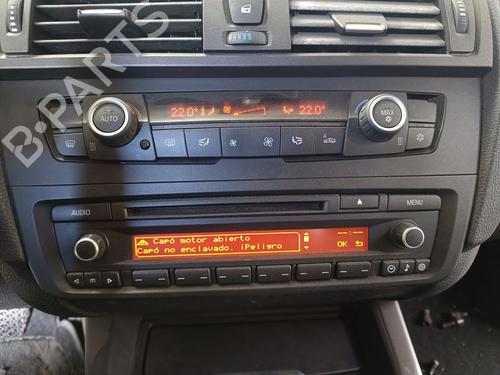 B-PARTS
22.0° 22.0°
AUTO
MAX
AUDIO
MENU
Capó motor abierto
Capó no enclavado. ¡Peligro
OK
m